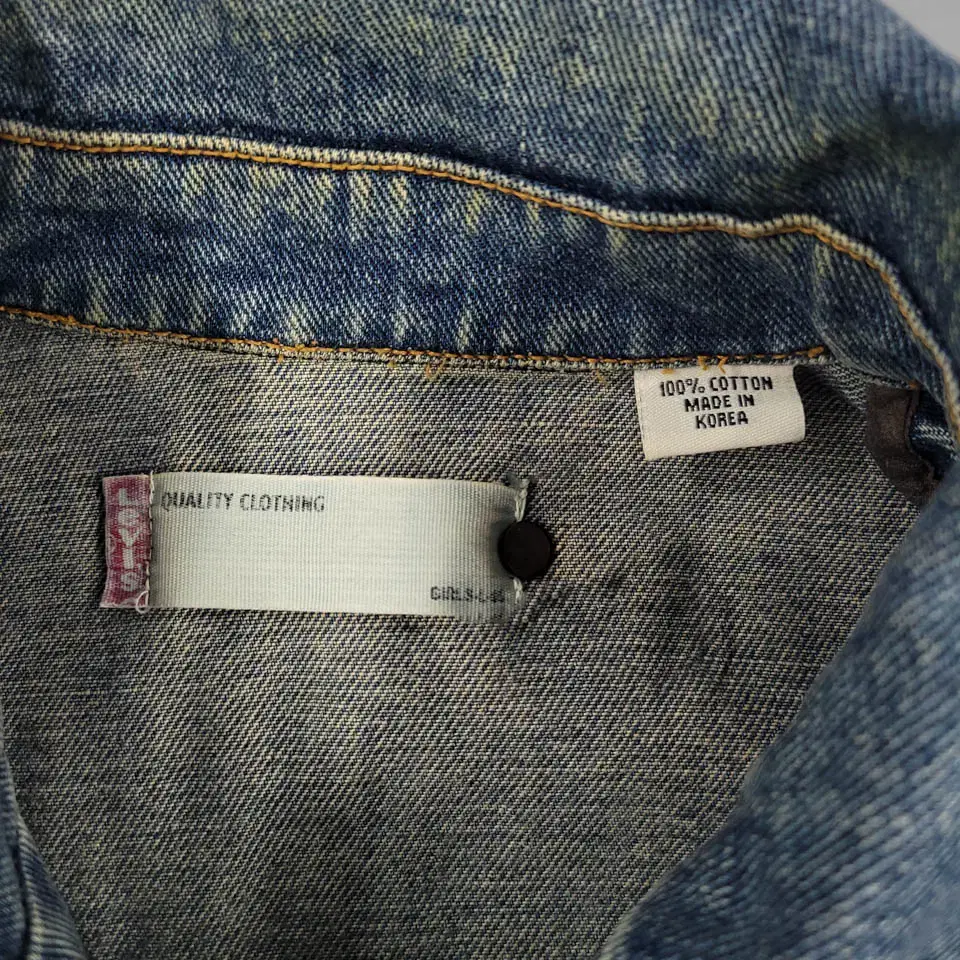 100% COTTON
MADE IN
KOREA
LEVI'S
QUALITY CLOTHING